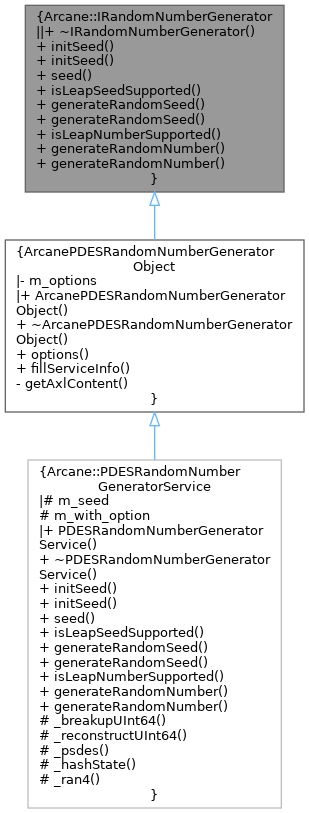 {Arcane::IRandomNumberGenerator
||+ ~IRandomNumberGenerator()
+ initSeed()
+ initSeed()
+ seed()
+ isLeapSeedSupported()
+ generateRandomSeed()
+ generateRandomSeed()
+ isLeapNumberSupported()
+ generateRandomNumber()
+ generateRandomNumber()
}
{ArcanePDESRandomNumberGenerator
Object
|- m_options
|+ ArcanePDESRandomNumberGenerator
Object()
+ ~ArcanePDESRandomNumberGenerator
Object()
+ options()
+ fillServiceInfo()
- getAxlContent()
}
{Arcane::PDESRandomNumber
GeneratorService
|# m_seed
# m_with_option
|+ PDESRandomNumberGenerator
Service()
+ ~PDESRandomNumberGenerator
Service()
+ initSeed()
+ initSeed()
+ seed()
+ isLeapSeedSupported()
+ generateRandomSeed()
+ generateRandomSeed()
+ isLeapNumberSupported()
+ generateRandomNumber()
+ generateRandomNumber()
# _breakupUInt64()
# _reconstructUInt64()
# _psdes()
# _hashState()
# _ran4()
}